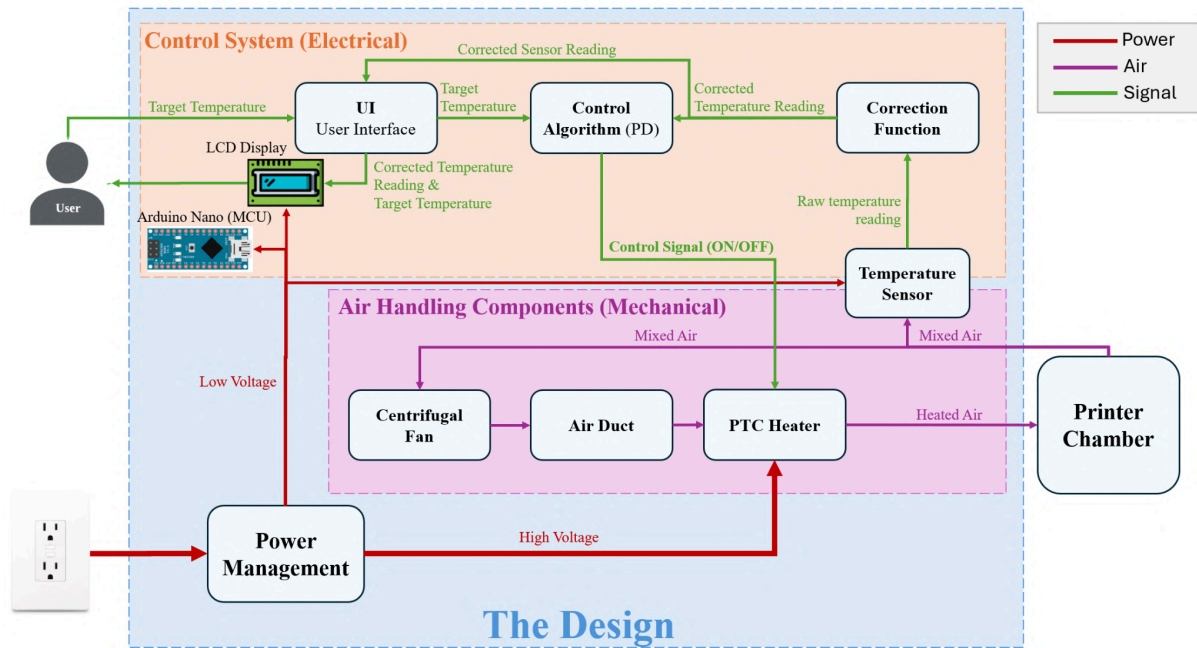 Control System (Electrical)
Power
Air
Signal
Corrected Sensor Reading
Target Temperature
UI
User Interface
Target
Temperature
Control
Algorithm (PD)
Corrected
Temperature Reading
Correction
Function
LCD Display
Corrected Temperature
Reading &
Target Temperature
User
Arduino Nano (MCU)
Raw temperature
reading
Control Signal (ON/OFF)
Temperature
Sensor
Air Handling Components (Mechanical)
Mixed Air
Mixed Air
Low Voltage
Centrifugal
Fan
Air Duct
PTC Heater
Heated Air
Printer
Chamber
Power
Management
High Voltage
The Design